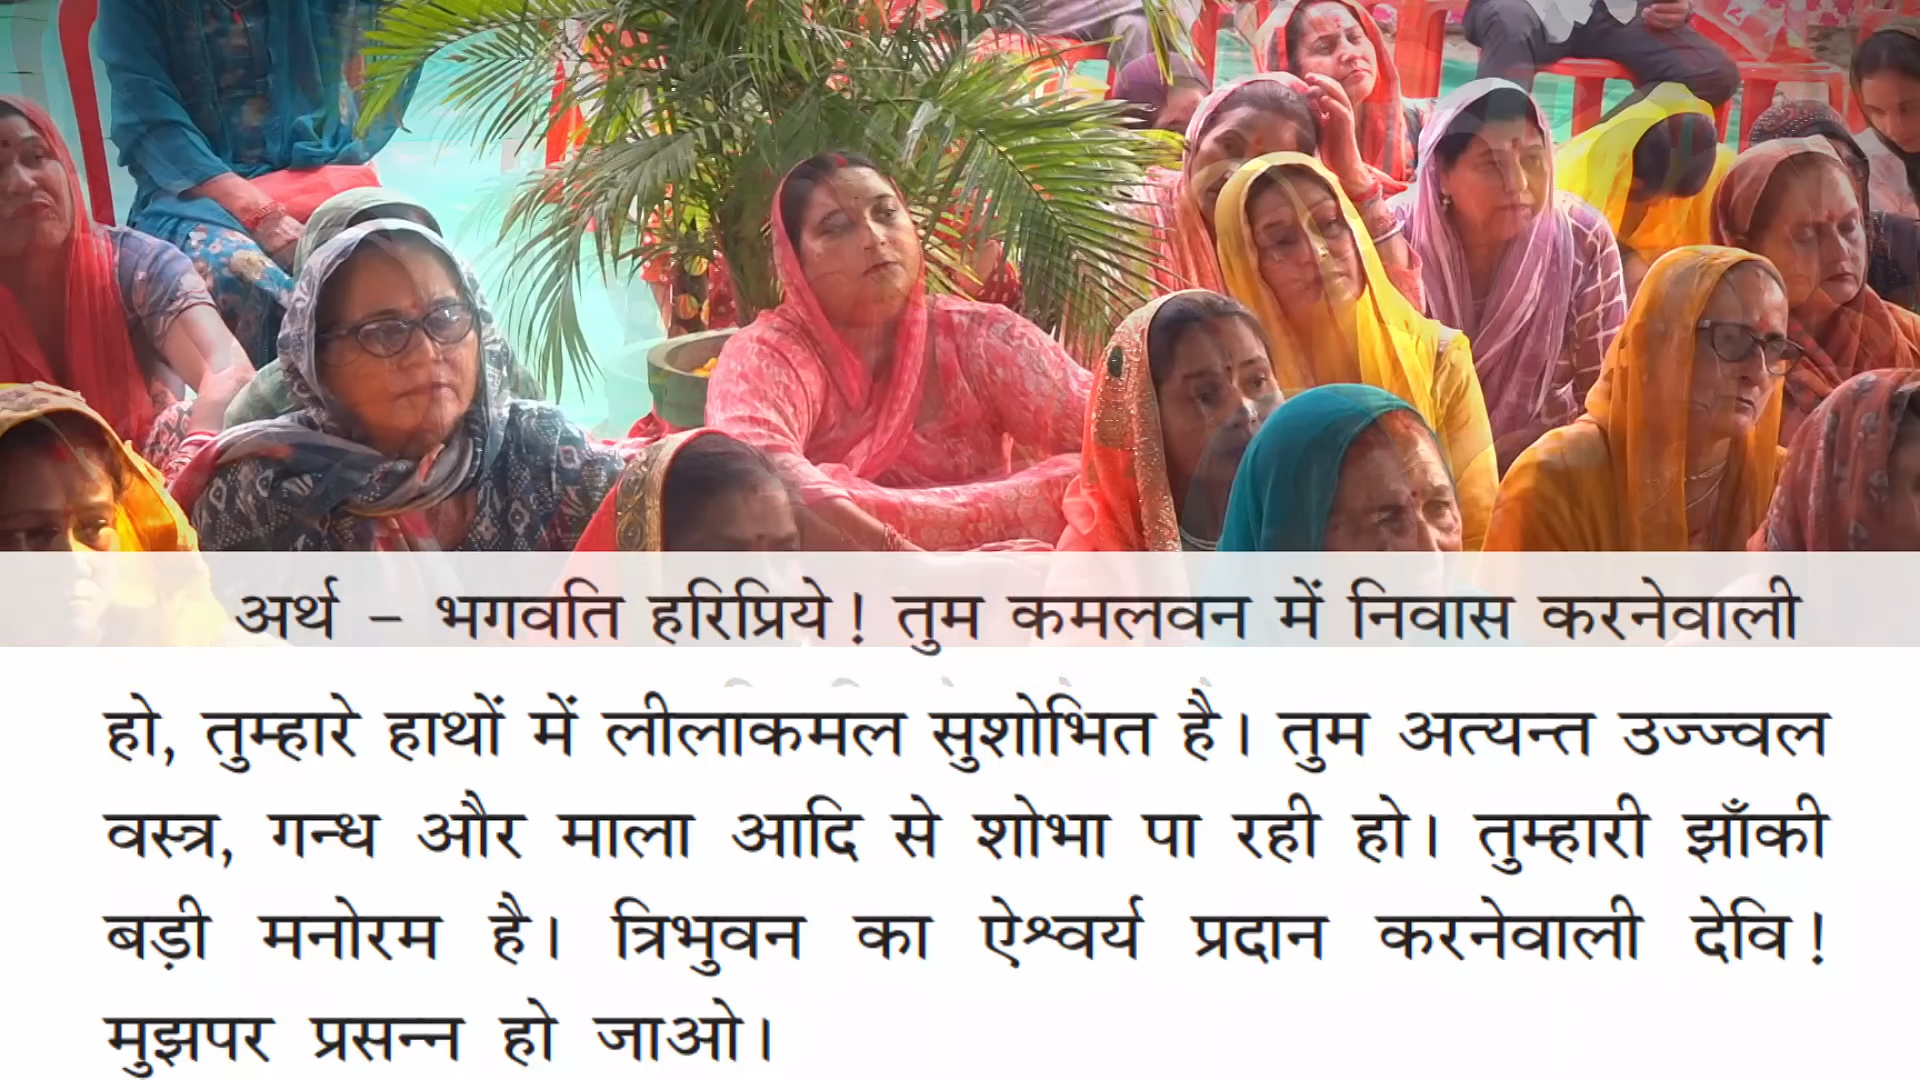 अर्थ – भगवति हरिप्रिये! तुम कमलवन में निवास करनेवाली
हो, तुम्हारे हाथों में लीलाकमल सुशोभित है। तुम अत्यन्त उज्ज्वल
वस्त्र, गन्ध और माला आदि से शोभा पा रही हो। तुम्हारी झाँकी
बड़ी मनोरम है। त्रिभुवन का ऐश्वर्य प्रदान करनेवाली देवि!
मुझपर प्रसन्न हो जाओ।